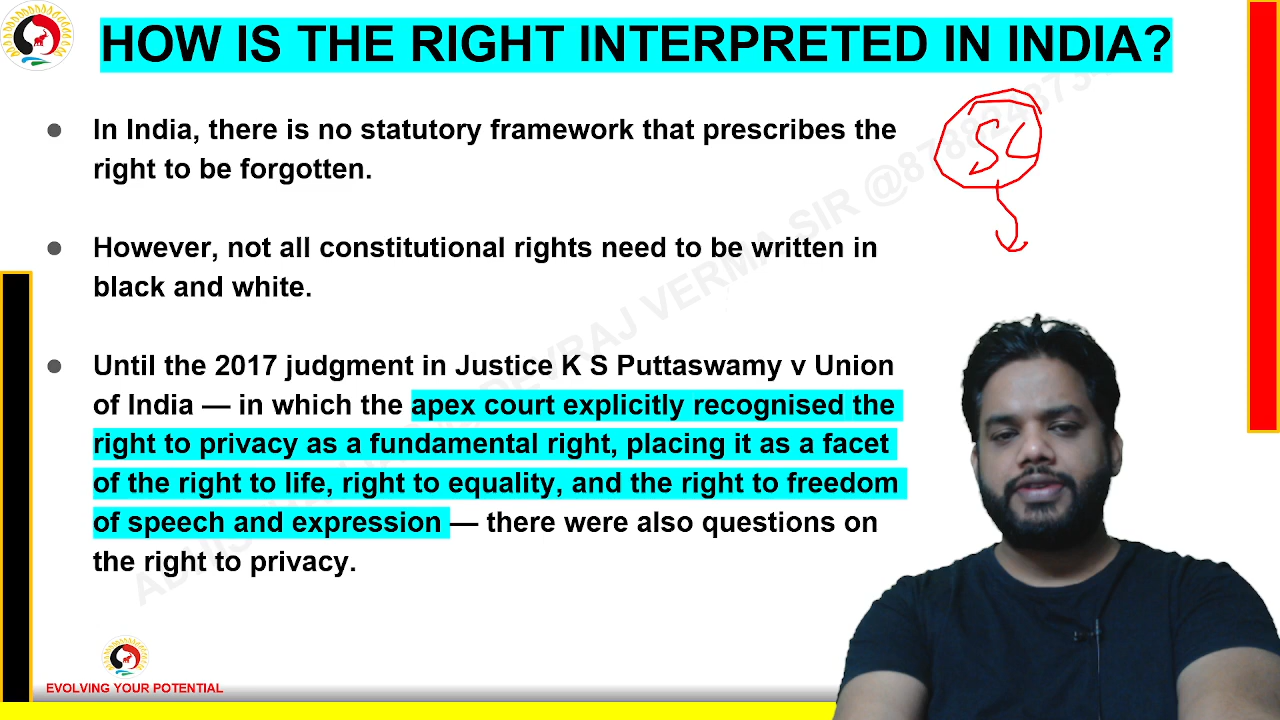 HOW IS THE RIGHT INTERPRETED IN INDIA?
In India, there is no statutory framework that prescribes the
right to be forgotten.
SC
However, not all constitutional rights need to be written in
black and white.
Until the 2017 judgment in Justice K S Puttaswamy v Union
of India — in which the apex court explicitly recognised the
right to privacy as a fundamental right, placing it as a facet
of the right to life, right to equality, and the right to freedom
of speech and expression — there were also questions on
the right to privacy.
EVOLVING YOUR POTENTIAL